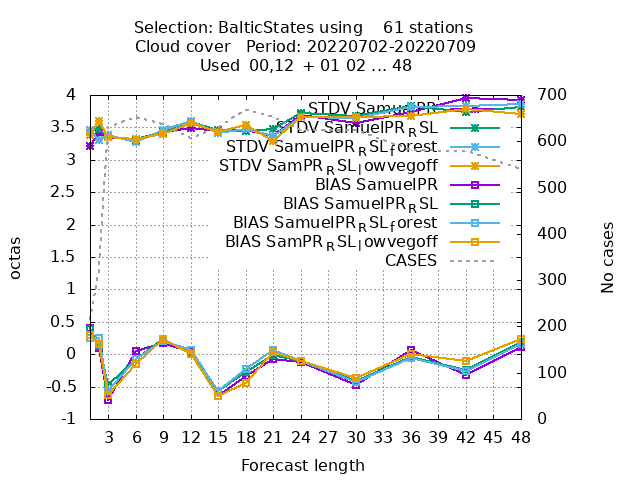 Selection: BalticStates using    61 stations
Cloud cover   Period: 20220702-20220709
Used  00,12  + 01 02 ... 48
4
3.5
3
2.5
2
1.5
1
0.5
0
-0.5
-1
octas
STDV SamuelPR
STDV SamuelPR_RSL
STDV SamuelPR_RSL_forest
STDV SamPR_RSL_lowvegoff
BIAS SamuelPR
BIAS SamuelPR_RSL
BIAS SamuelPR_RSL_forest
BIAS SamPR_RSL_lowvegoff
CASES
700
600
500
400
300
200
100
0
No cases
3 6 9 12 15 18 21 24 27 30 33 36 39 42 45 48
Forecast length